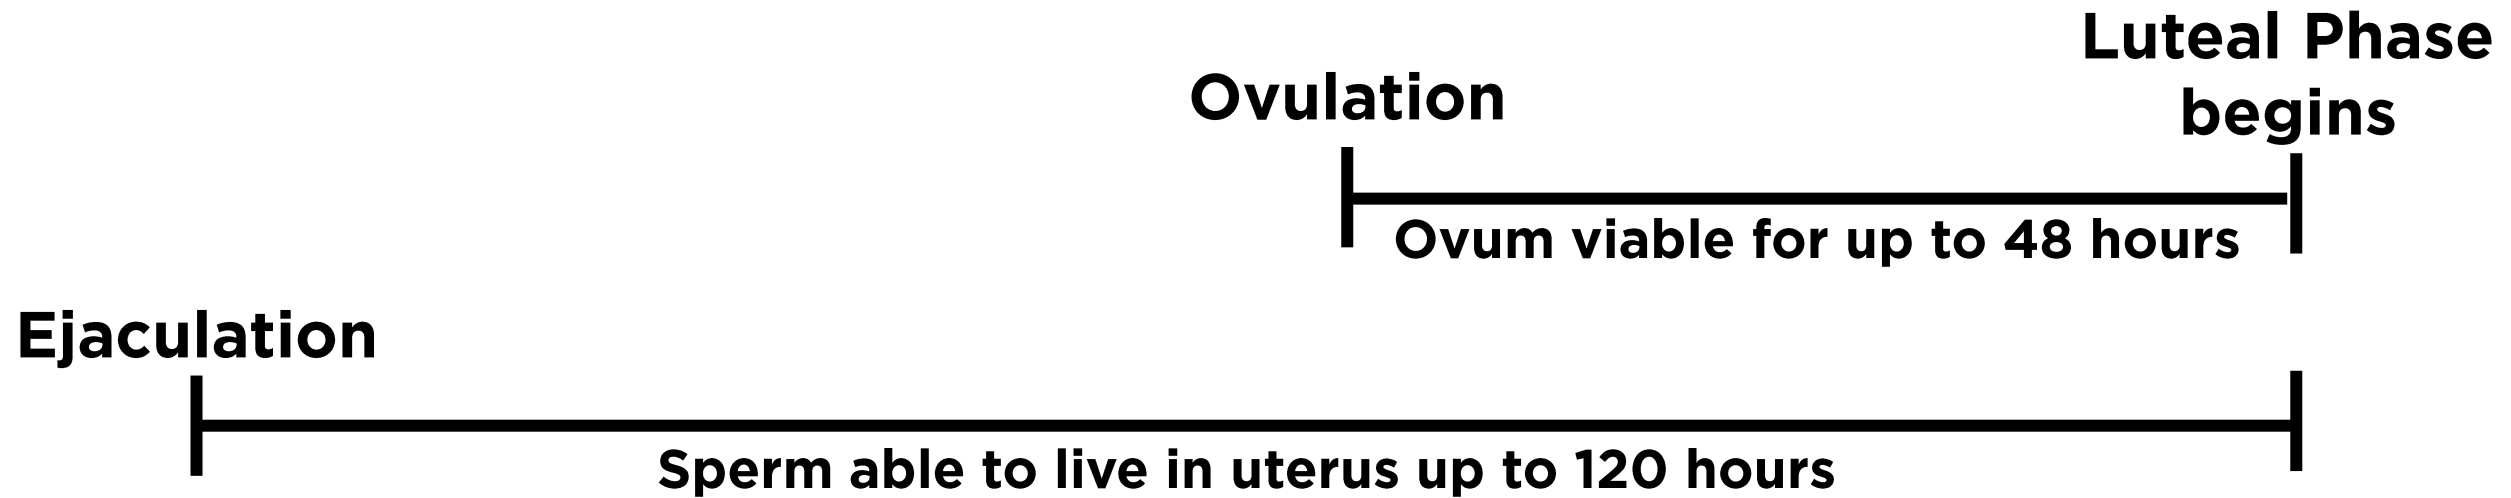 Luteal Phase
begins
Ovulation
Ovum viable for up to 48 hours
Ejaculation
Sperm able to live in uterus up to 120 hours